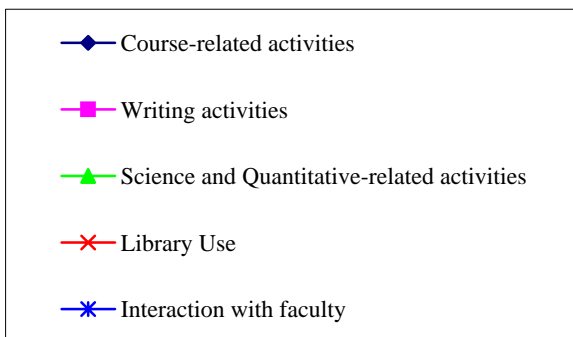 Course-related activities
Writing activities
Science and Quantitative-related activities
Library Use
Interaction with faculty